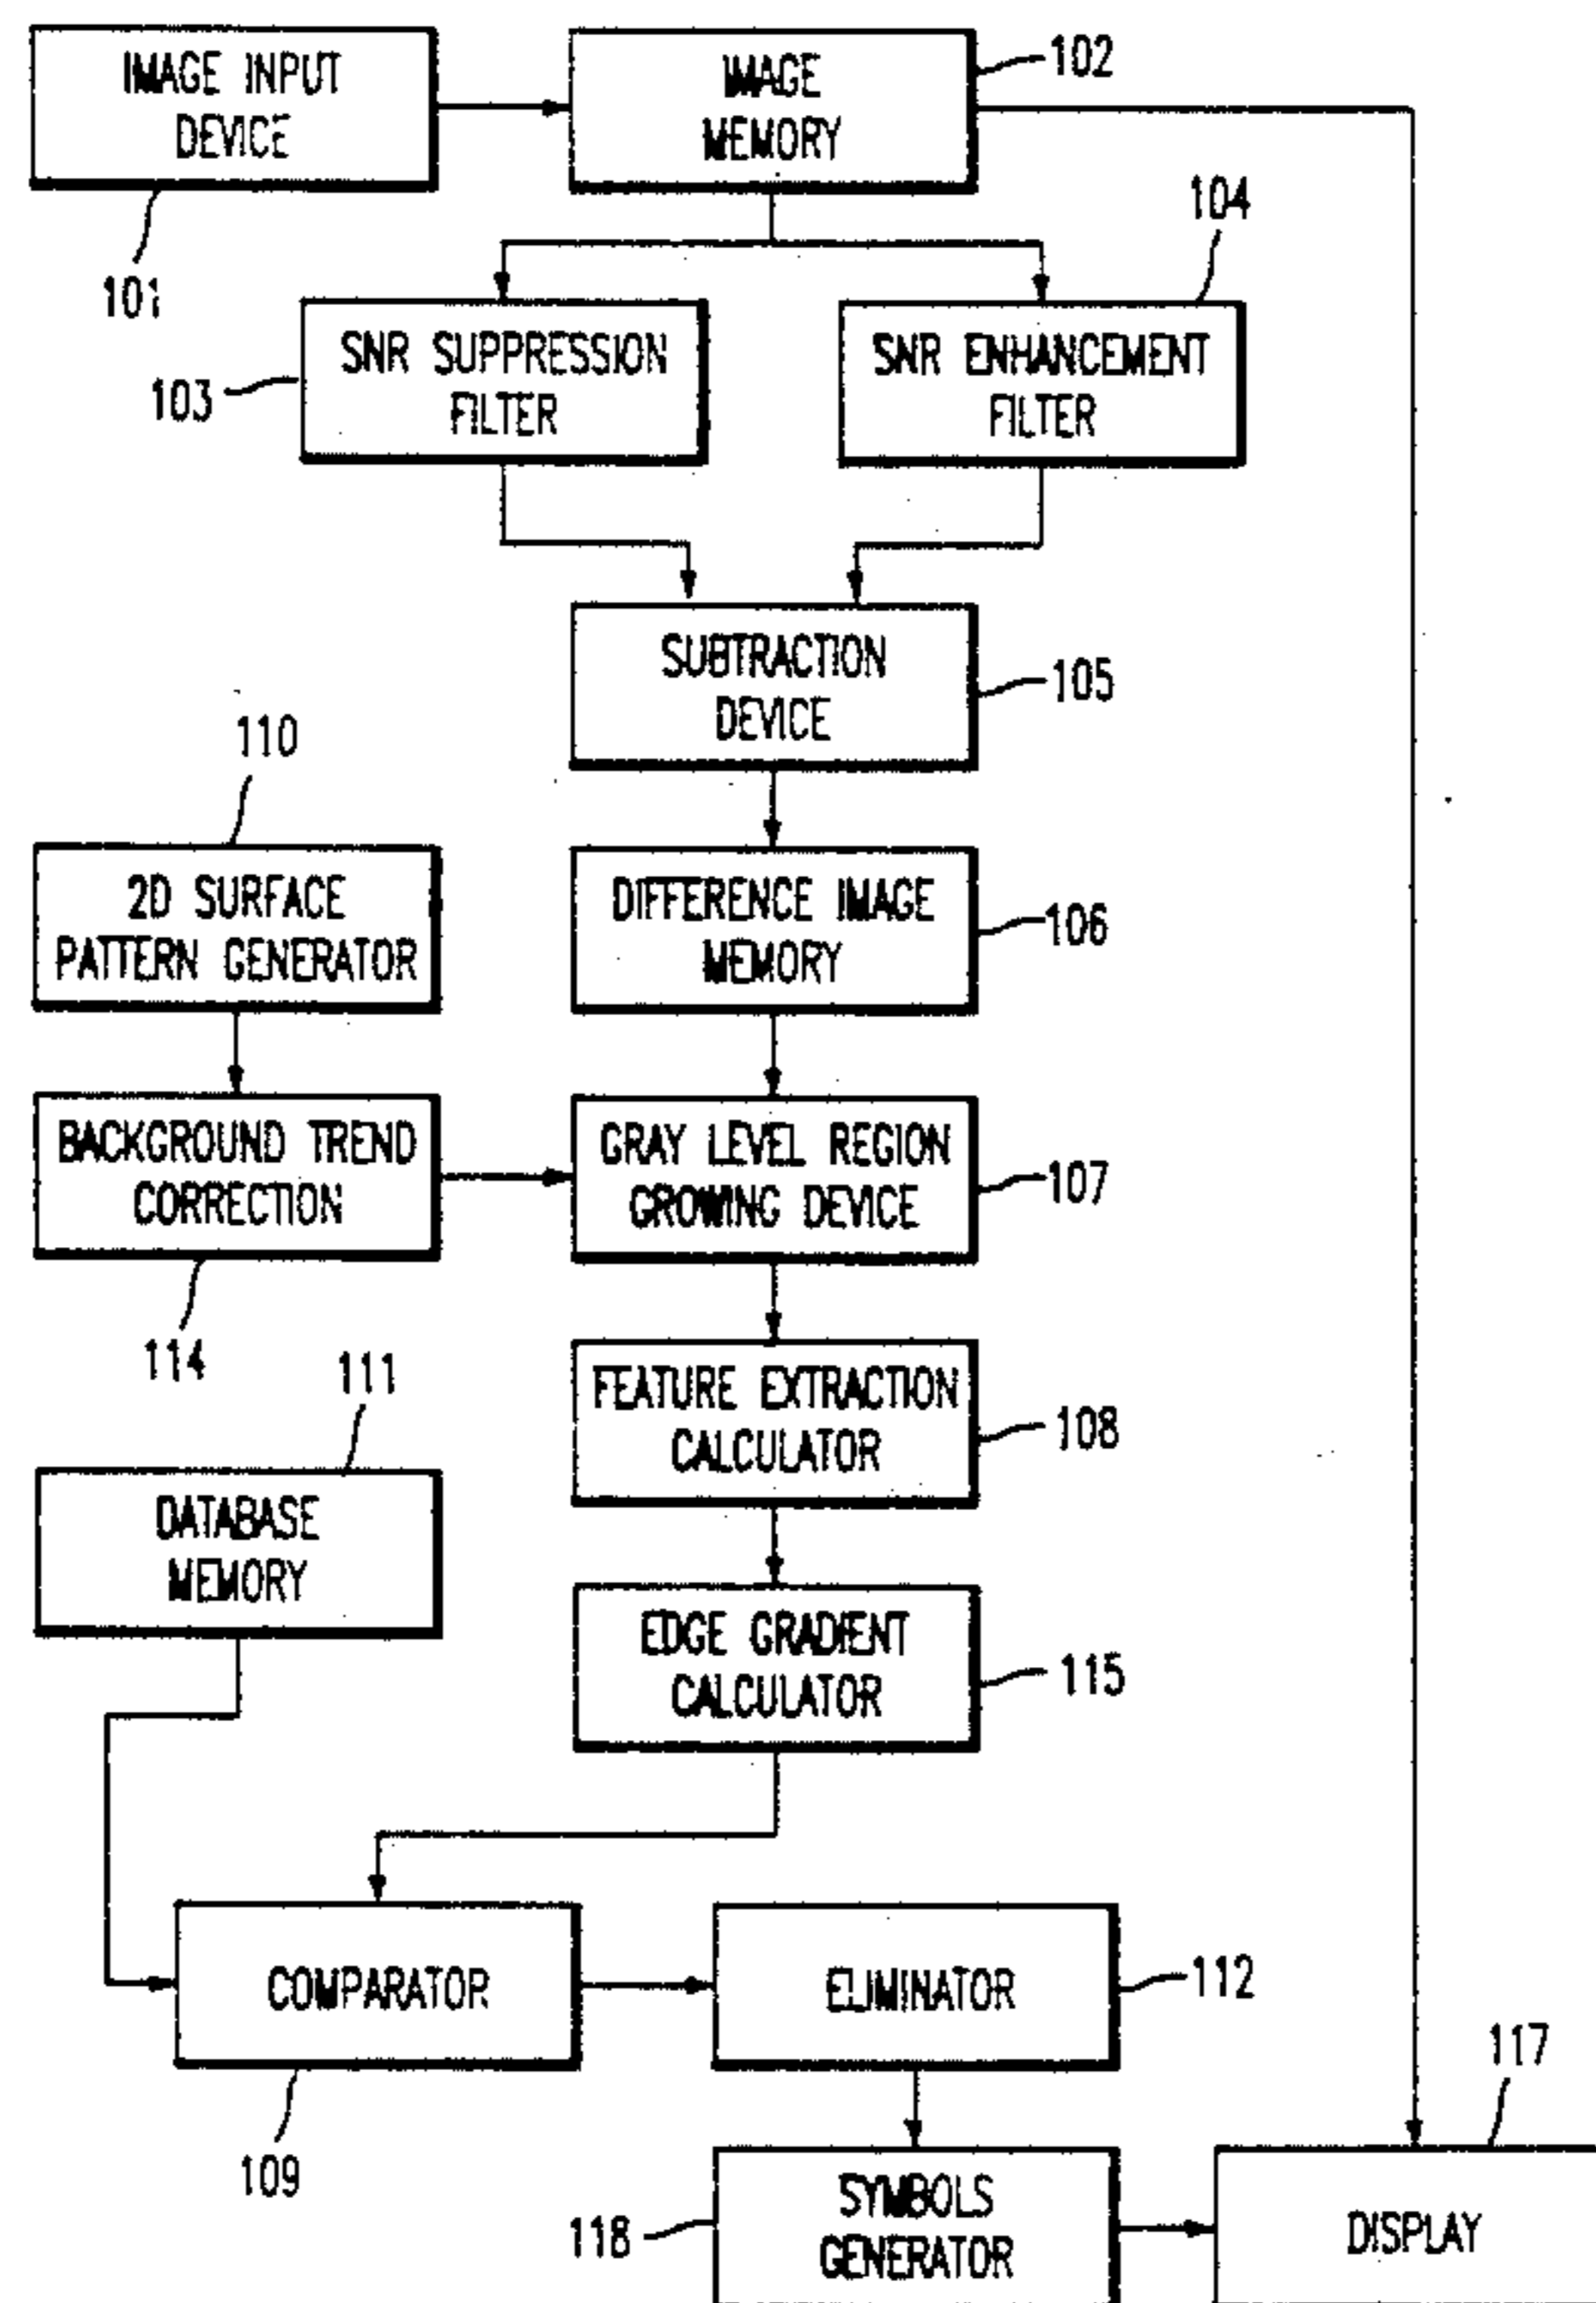 IMAGE INPUT
DEVICE
101
IMAGE
MEMORY
102
104
SNR SUPPRESSION
FILTER
103
SNR ENHANCEMENT
FILTER
SUBTRACTION
DEVICE
105
110
2D SURFACE
PATTERN GENERATOR
DIFFERENCE IMAGE
MEMORY
106
BACKGROUND TREND
CORRECTION
114
GRAY LEVEL REGION
GROWING DEVICE
107
111
FEATURE EXTRACTION
CALCULATOR
108
DATABASE
MEMORY
EDGE GRADIENT
CALCULATOR
115
COMPARATOR
109
ELIMINATOR
112
117
SYMBOLS
GENERATOR
118
DISPLAY